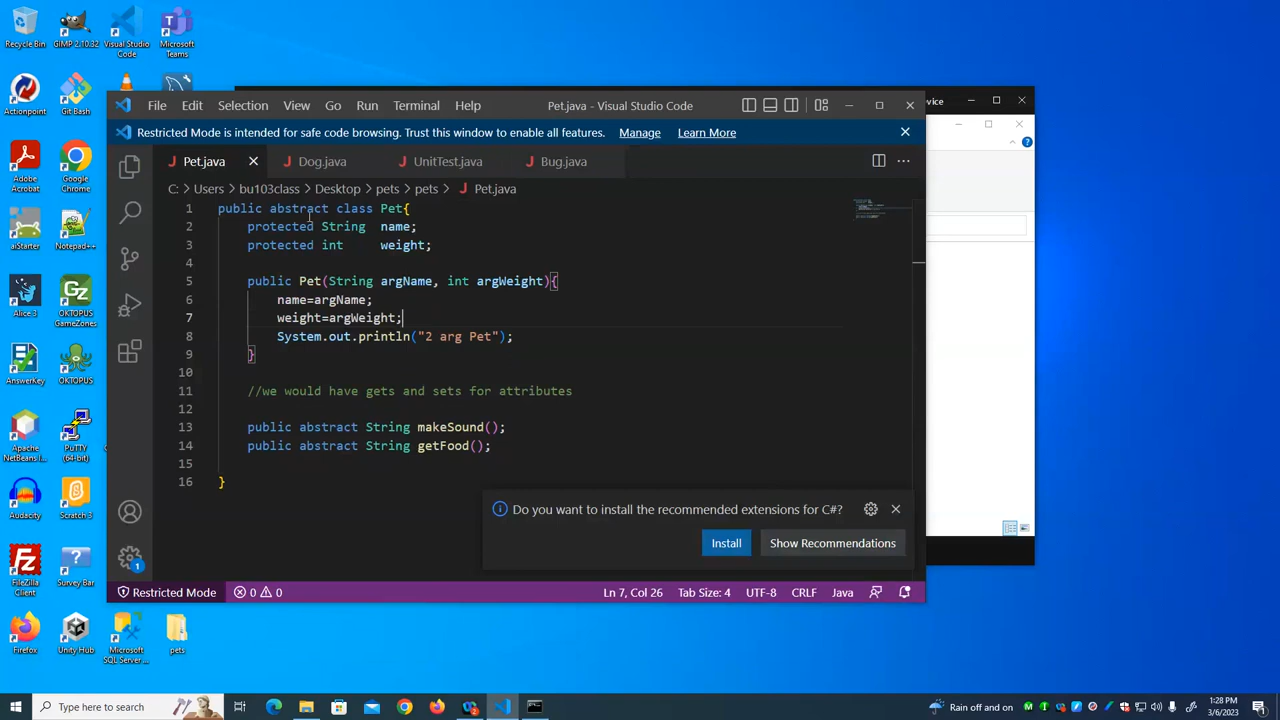 Recycle Bin
GIMP 2.10.32
Visual Studio
Code
Microsoft
Teams
Actionpoint
Git Bash
Adobe
Acrobat
Google
Chrome
aiStarter
Notepad++
Alice 3
OKTOPUS
GameZones
AnswerKey
OKTOPUS
Apache
NetBeans I...
PuTTY
(64-bit)
Audacity
Scratch 3
FileZilla
Client
Survey Bar
Firefox
Unity Hub
Microsoft
SQL Server ...
pets
evice
File Edit Selection View Go Run Terminal Help
Pet.java - Visual Studio Code
Restricted Mode is intended for safe code browsing. Trust this window to enable all features. Manage Learn More
Pet.java Dog.java UnitTest.java Bug.java
C: > Users > bu103class > Desktop > pets > pets > Pet.java
1 public abstract class Pet{
2 protected String name;
3 protected int weight;
4
5 public Pet(String argName, int argWeight){
6 name=argName;
7 weight=argWeight;
8 System.out.println("2 arg Pet");
9 }
10
11 //we would have gets and sets for attributes
12
13 public abstract String makeSound();
14 public abstract String getFood();
15
16 }
Do you want to install the recommended extensions for C#?
Install Show Recommendations
1
Restricted Mode 0 0 Ln 7, Col 26 Tab Size: 4 UTF-8 CRLF Java
Type here to search
Rain off and on
1:28 PM
3/6/2023